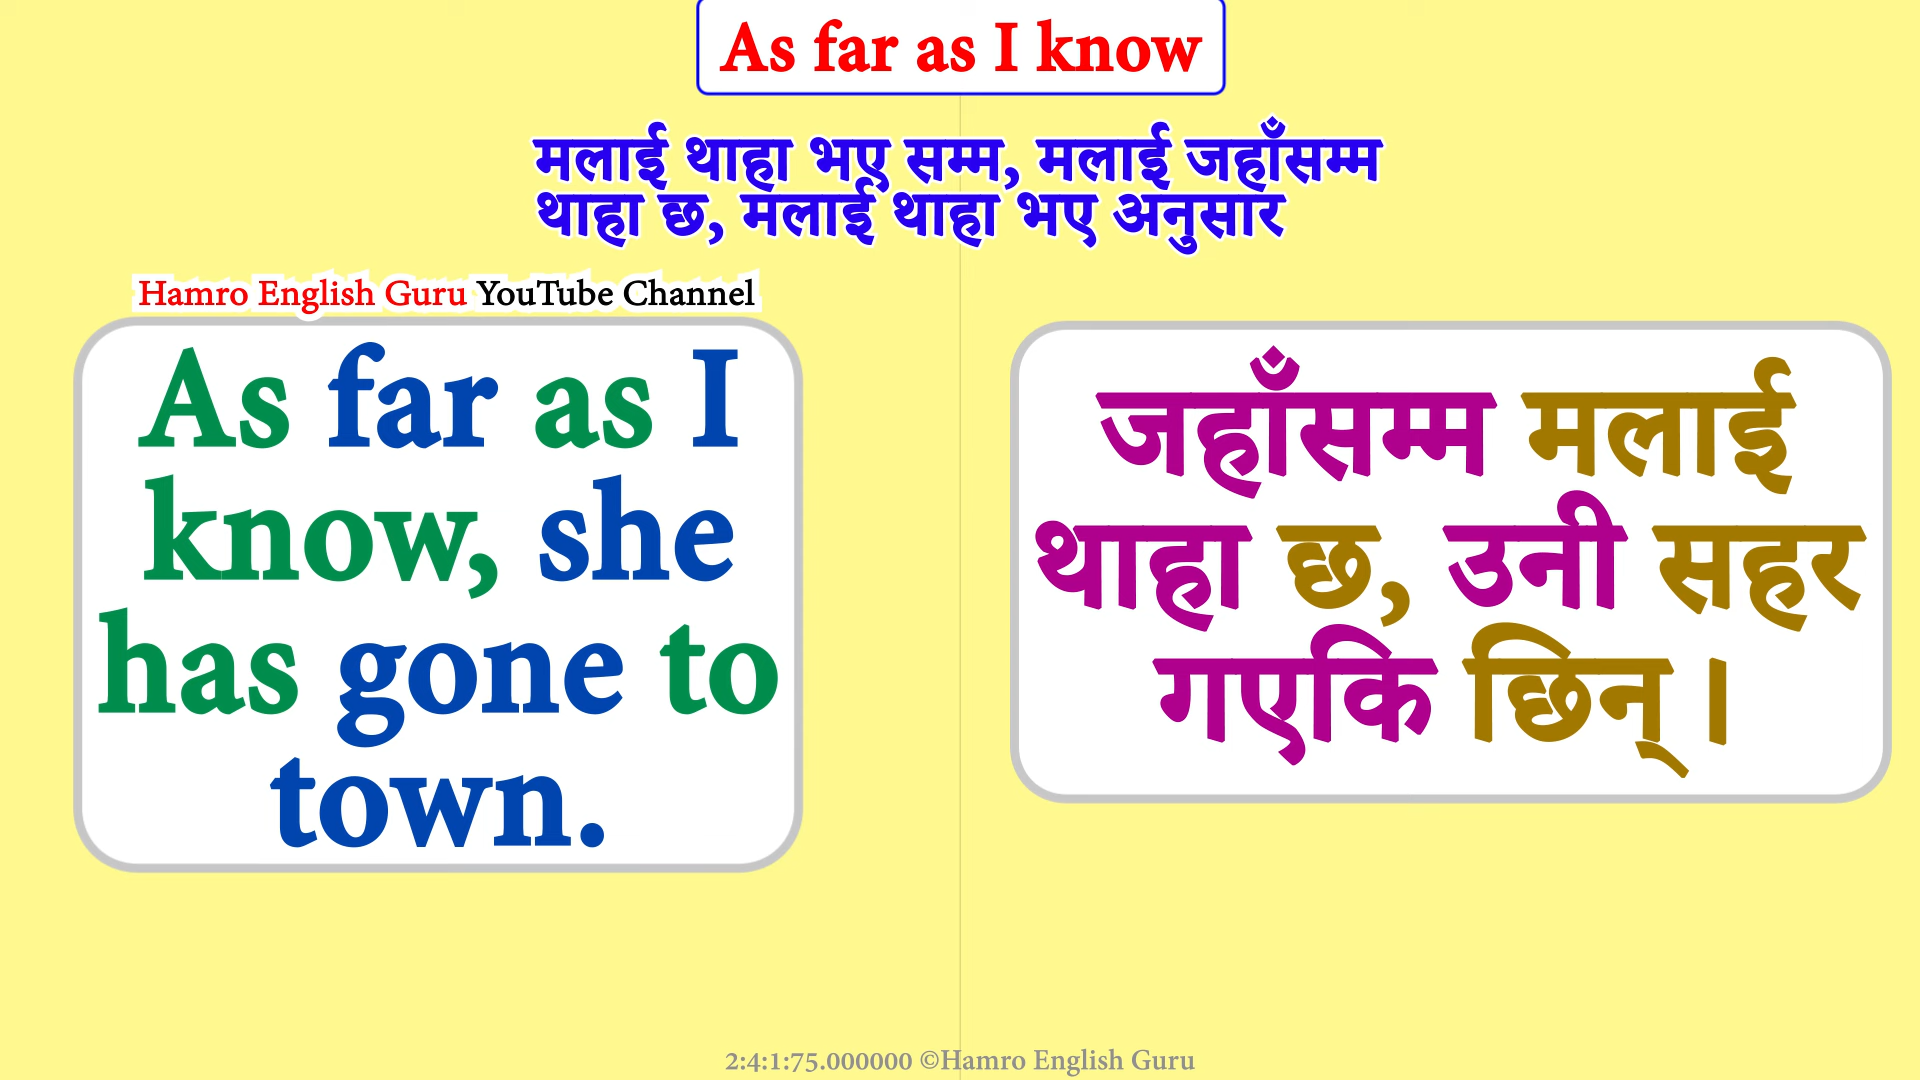 As far as I know
मलाई थाहा भए सम्म, मलाई जहाँसम्म
थाहा छ, मलाई थाहा भए अनुसार
Hamro English Guru YouTube Channel
As far as I
know, she
has gone to
town.
जहाँसम्म मलाई
थाहा छ, उनी सहर
गएकि छिन् ।
2:4:1:75.000000 ©Hamro English Guru